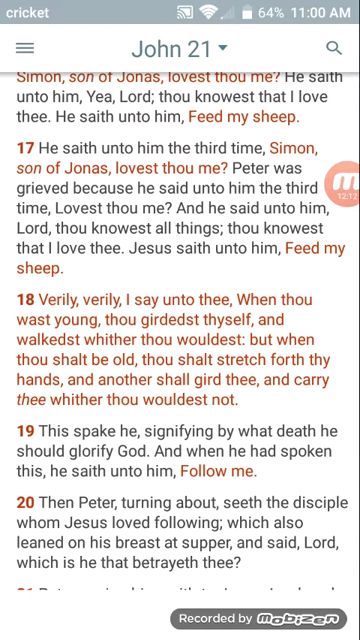 cricket 64% 11:00 AM
John 21
Simon, son of Jonas, lovest thou me? He saith
unto him, Yea, Lord; thou knowest that I love
thee. He saith unto him, Feed my sheep.
17 He saith unto him the third time, Simon,
son of Jonas, lovest thou me? Peter was
grieved because he said unto him the third
time, Lovest thou me? And he said unto him,
Lord, thou knowest all things; thou knowest
that I love thee. Jesus saith unto him, Feed my
sheep.
12:12
18 Verily, verily, I say unto thee, When thou
wast young, thou girdedst thyself, and
walkedst whither thou wouldest: but when
thou shalt be old, thou shalt stretch forth thy
hands, and another shall gird thee, and carry
thee whither thou wouldest not.
19 This spake he, signifying by what death he
should glorify God. And when he had spoken
this, he saith unto him, Follow me.
20 Then Peter, turning about, seeth the disciple
whom Jesus loved following; which also
leaned on his breast at supper, and said, Lord,
which is he that betrayeth thee?
Recorded by Mobizen